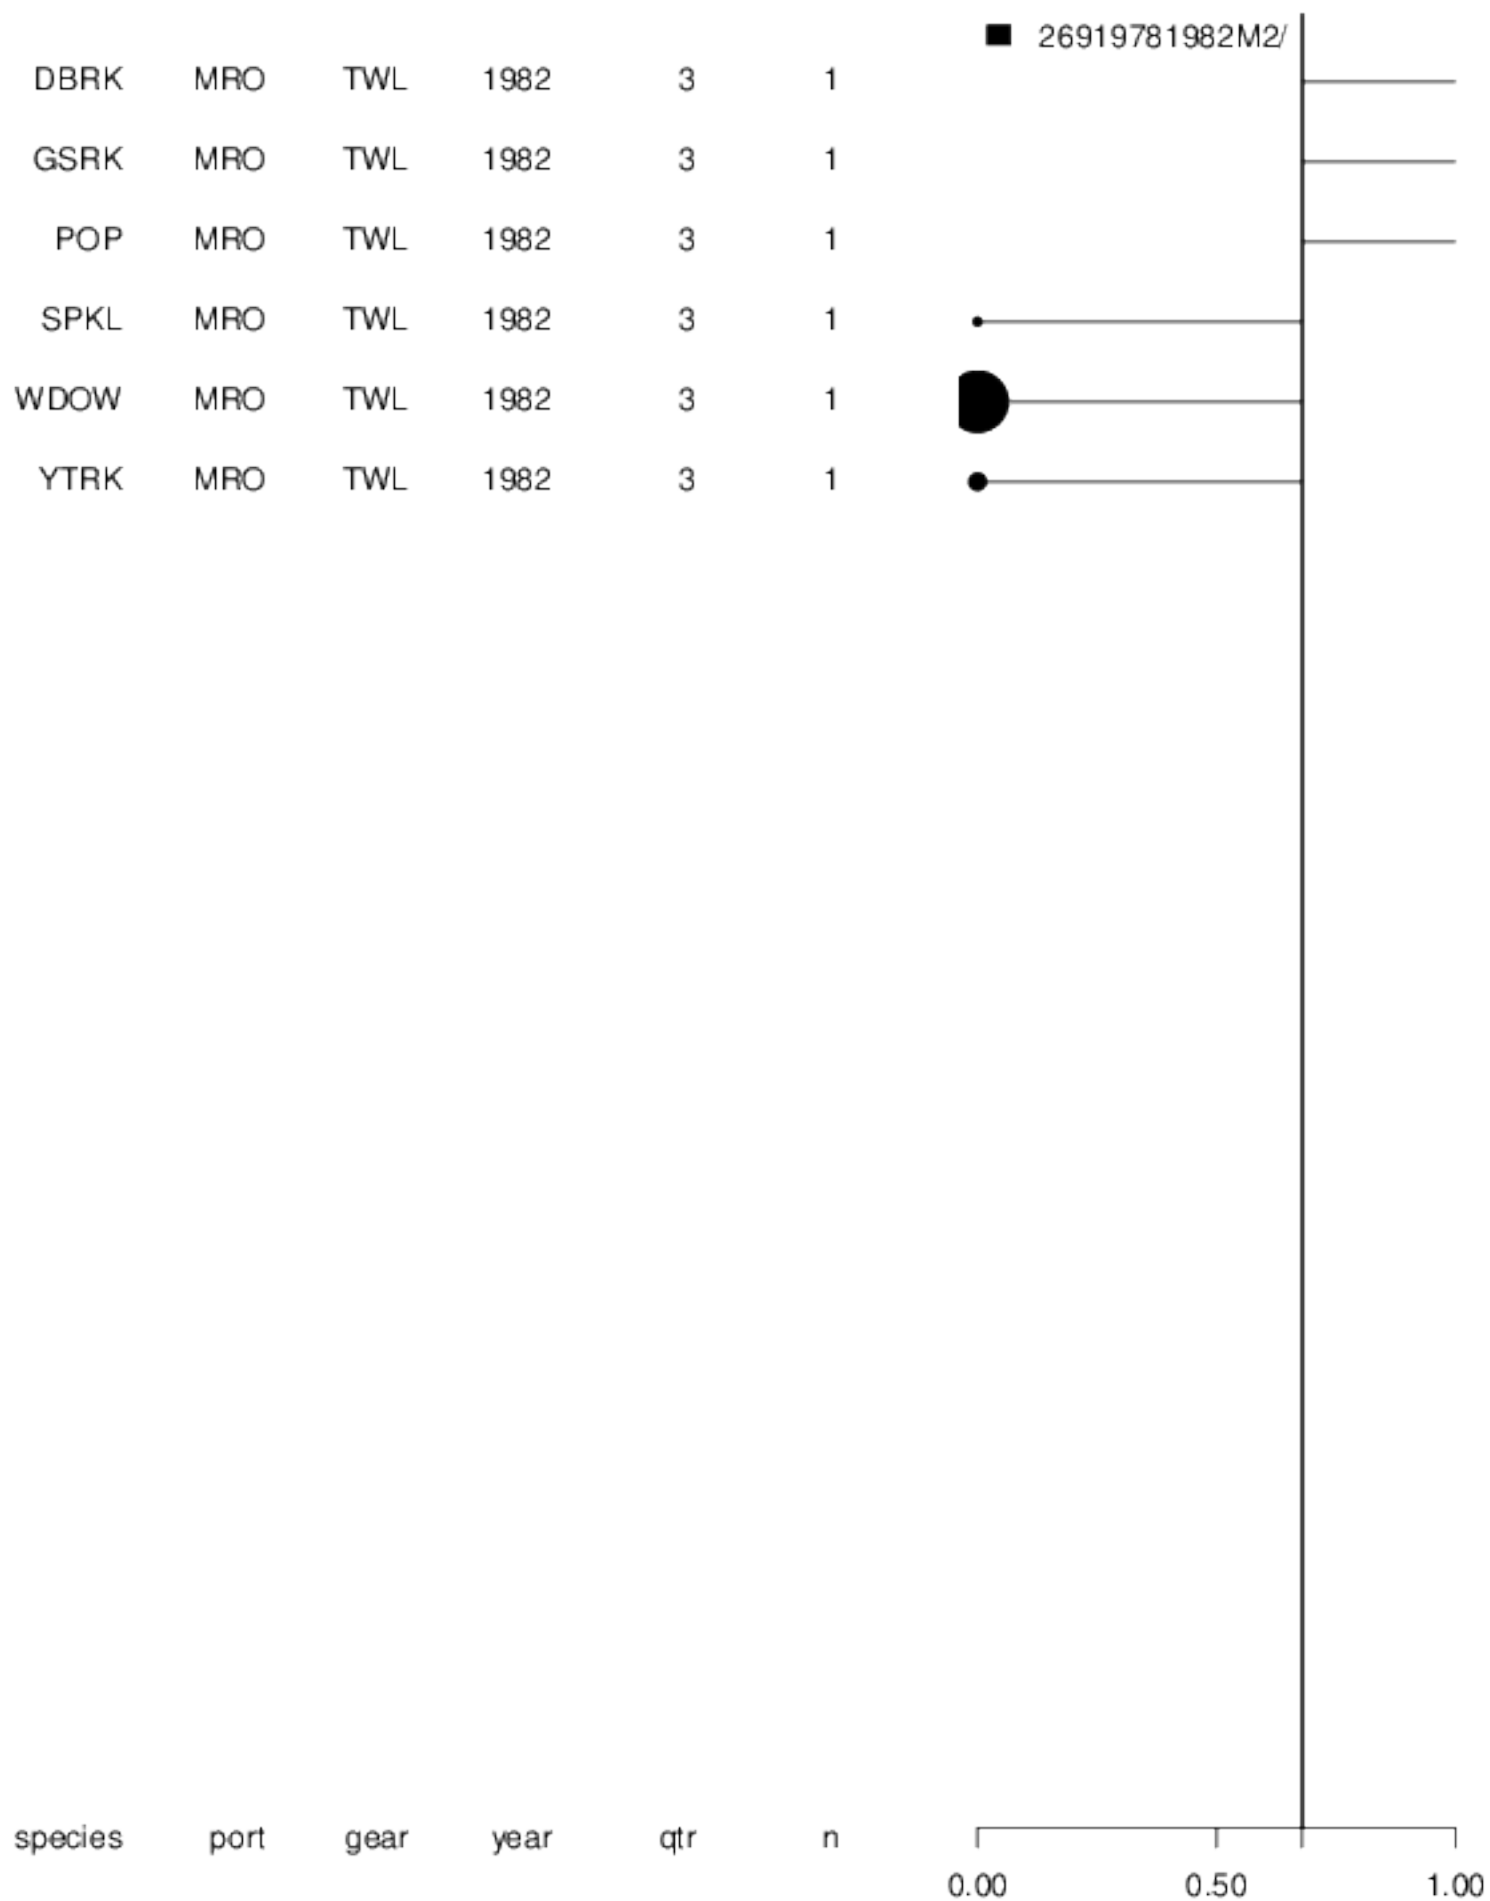 26919781982M2/
DBRK MRO TWL 1982 3 1
GSRK MRO TWL 1982 3 1
POP MRO TWL 1982 3 1
SPKL MRO TWL 1982 3 1
WDOW MRO TWL 1982 3 1
YTRK MRO TWL 1982 3 1
species port gear year qtr n
0.00 0.50 1.00